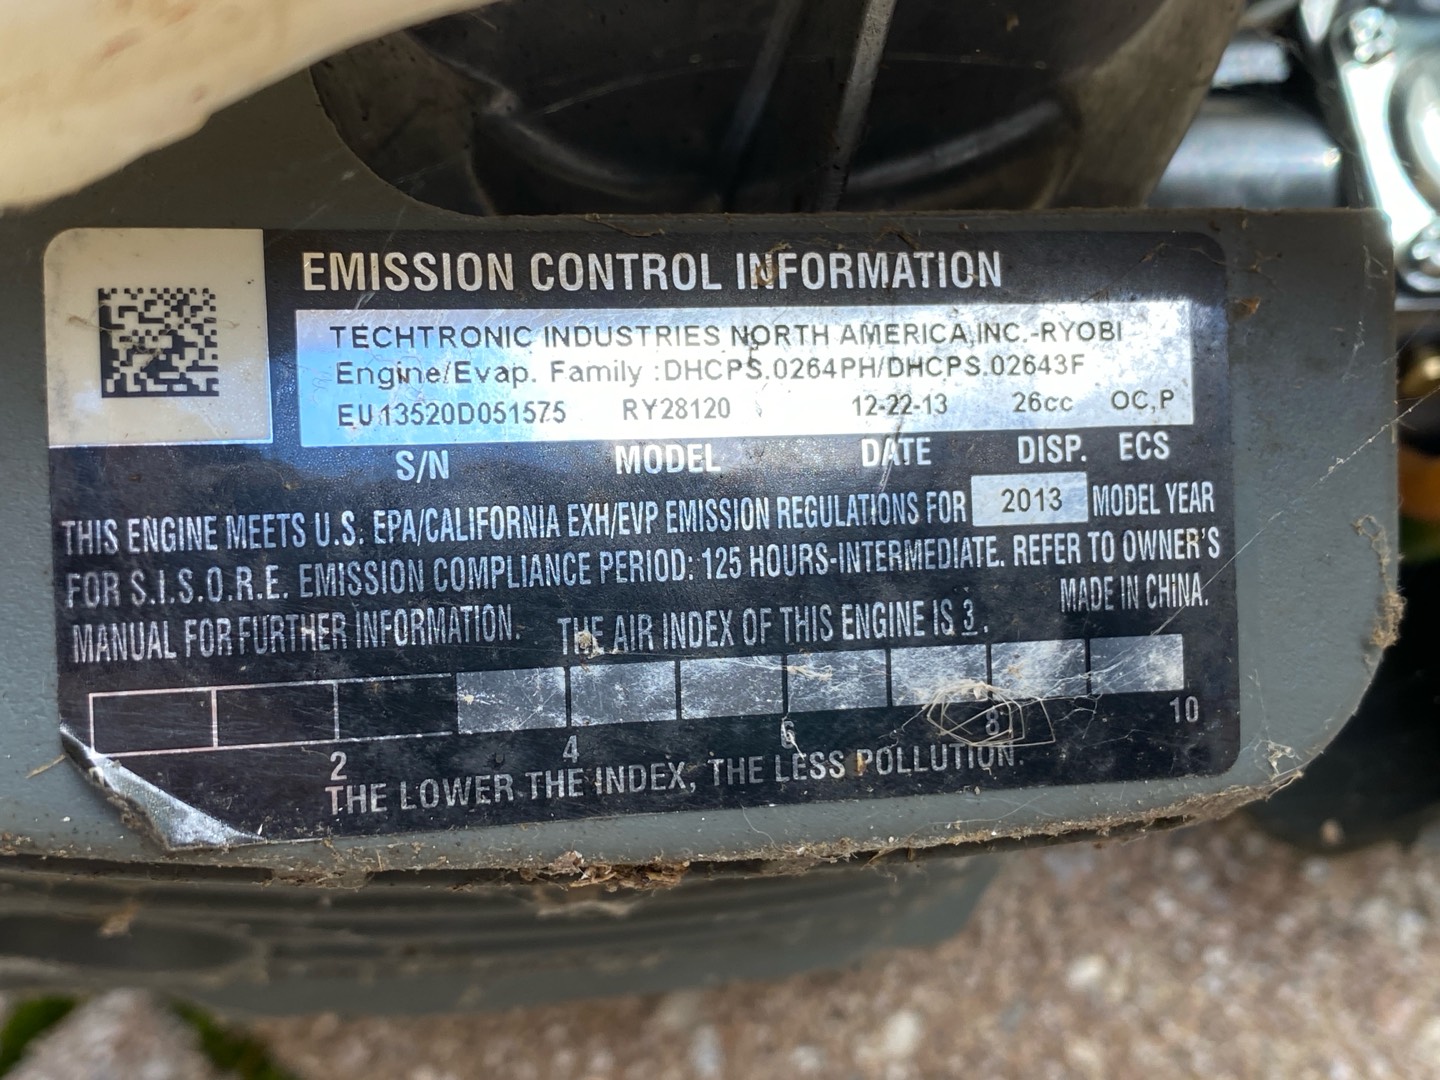 EMISSION CONTROL INFORMATION
TECHTRONIC INDUSTRIES NORTH AMERICA,INC.-RYOBI
Engine/Evap. Family :DHCPS.0264PH/DHCPS.02643F
EU13520D051575 RY28120 12-22-13 26cc OC,P
S/N MODEL DATE DISP. ECS
THIS ENGINE MEETS U.S. EPA/CALIFORNIA EXH/EVP EMISSION REGULATIONS FOR 2013 MODEL YEAR
FOR S.I.S.O.R.E. EMISSION COMPLIANCE PERIOD: 125 HOURS-INTERMEDIATE. REFER TO OWNER'S
MANUAL FOR FURTHER INFORMATION. THE AIR INDEX OF THIS ENGINE IS 3. MADE IN CHINA.
2 4 6 8 10
THE LOWER THE INDEX, THE LESS POLLUTION.